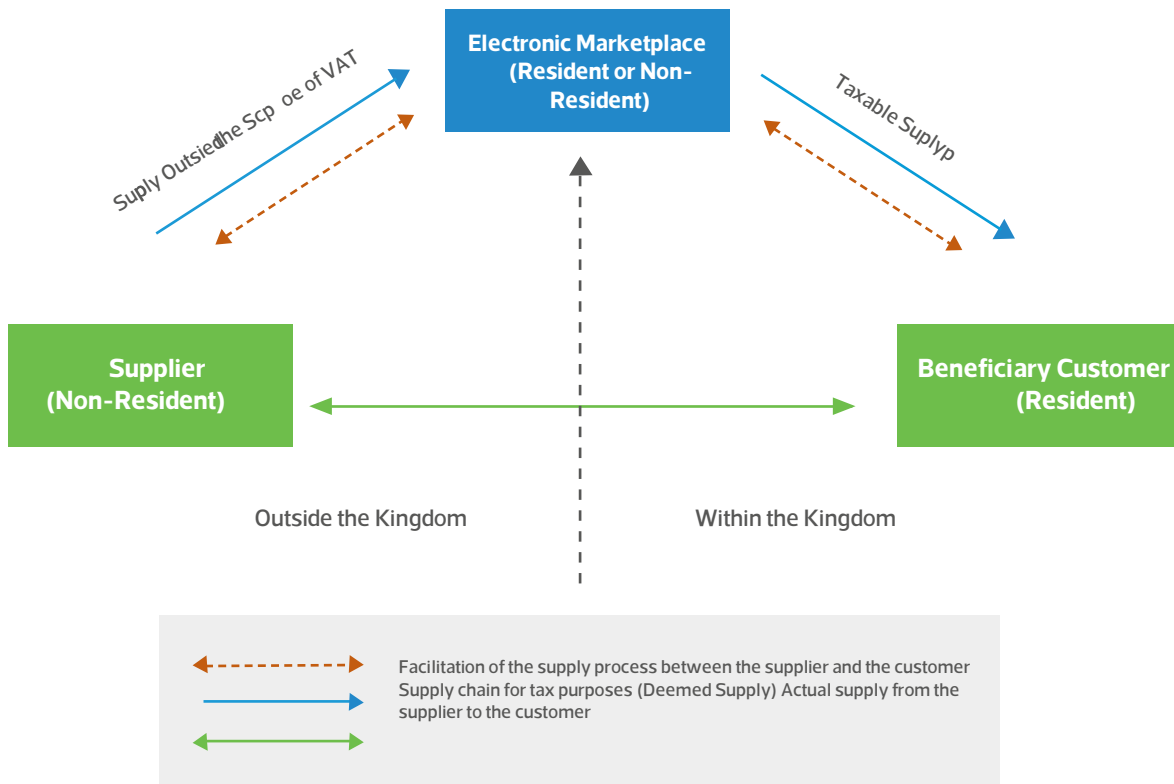 Electronic Marketplace
(Resident or Non-
Resident)
Suply Outsied the Scp oe of VAT
Taxable Suplyp
Supplier
(Non-Resident)
Beneficiary Customer
(Resident)
Outside the Kingdom
Within the Kingdom
Facilitation of the supply process between the supplier and the customer
Supply chain for tax purposes (Deemed Supply) Actual supply from the
supplier to the customer